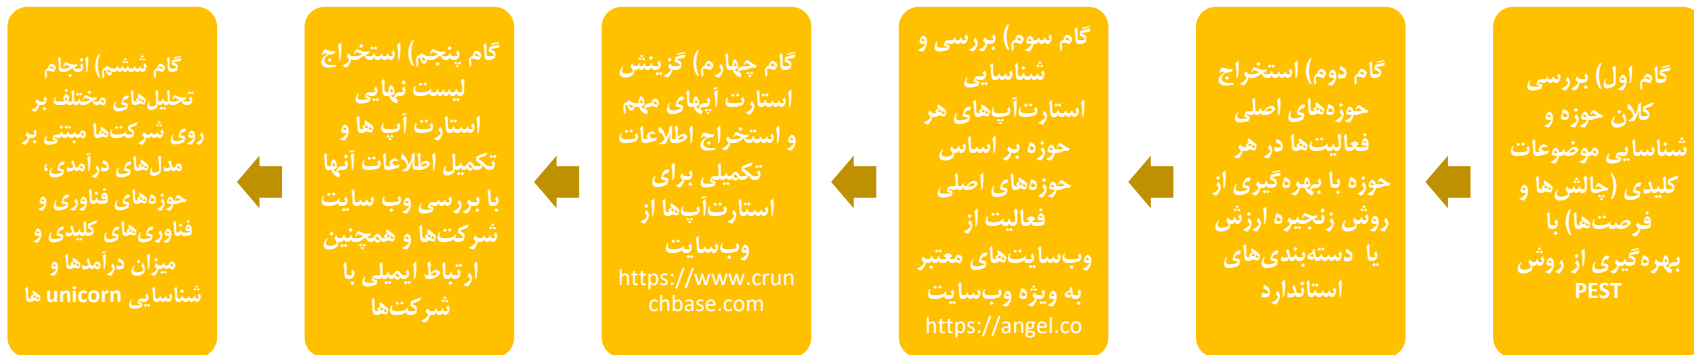 گام اول) بررسی
کلان حوزه و
شناسایی موضوعات
کلیدی (چالش‌ها و
فرصت‌ها) با
بهره‌گیری از روش
PEST
گام دوم) استخراج
حوزه‌های اصلی
فعالیت‌ها در هر
حوزه با بهره‌گیری از
روش زنجیره ارزش
یا دسته‌بندی‌های
استاندارد
گام سوم) بررسی و
شناسایی
استارت‌آپ‌های هر
حوزه بر اساس
حوزه‌های اصلی
فعالیت از
وب‌سایت‌های معتبر
به ویژه وب‌سایت
https://angel.co
گام چهارم) گزینش
استارت آپهای مهم
و استخراج اطلاعات
تکمیلی برای
استارت‌آپ‌ها از
وب‌سایت
https://www.crun
chbase.com
گام پنجم) استخراج
لیست نهایی
استارت آپ ها و
تکمیل اطلاعات آنها
با بررسی وب سایت
شرکت‌ها و همچنین
ارتباط ایمیلی با
شرکت‌ها
گام ششم) انجام
تحلیل‌های مختلف بر
روی شرکت‌ها مبتنی بر
مدل‌های درآمدی،
حوزه‌های فناوری و
فناوری‌های کلیدی و
میزان درآمدها و
شناسایی unicorn ها